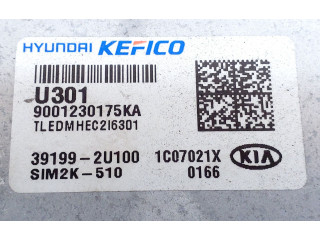 HYUNDAI KEFICO
U301
9001230175KA
TLEDMHEC2I6301
39199-2U100 1C07021X KIA
SIM2K-510 0166